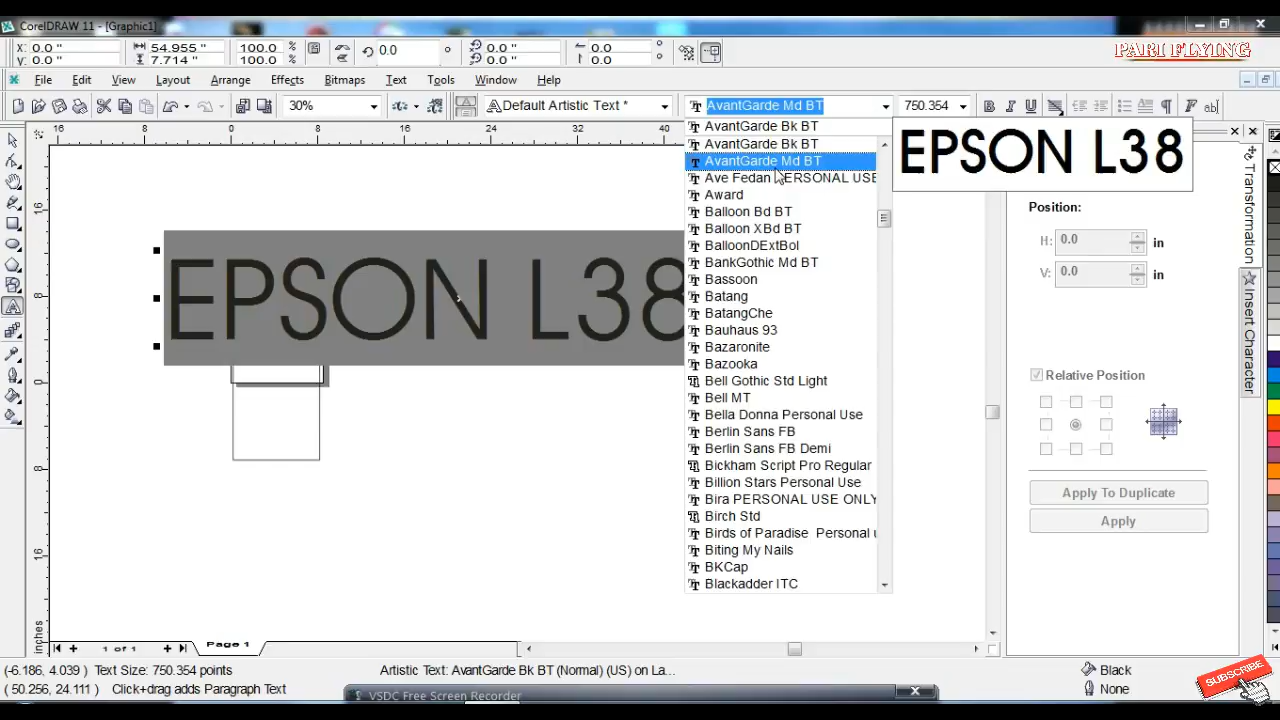 CorelDRAW 11 - [Graphic1]
x: 0.0 "
y: 0.0 "
54.955 "
7.714 "
100.0
100.0
%
%
0.0
°
0.0 "
0.0 "
0.0
0.0
PARI FLYING
File Edit View Layout Arrange Effects Bitmaps Text Tools Window Help
30%
Default Artistic Text *
AvantGarde Md BT
750.354
B I U
F ab|
16 8 0 8 16 24 32 40
AvantGarde Bk BT
AvantGarde Bk BT
AvantGarde Md BT
Ave Fedan PERSONAL USE
Award
Balloon Bd BT
Balloon XBd BT
BalloonDExtBol
BankGothic Md BT
Bassoon
Batang
BatangChe
Bauhaus 93
Bazaronite
Bazooka
Bell Gothic Std Light
Bell MT
Bella Donna Personal Use
Berlin Sans FB
Berlin Sans FB Demi
Bickham Script Pro Regular
Billion Stars Personal Use
Bira PERSONAL USE ONLY
Birch Std
Birds of Paradise Personal u
Biting My Nails
BKCap
Blackadder ITC
EPSON L38
EPSON L38
16
8
0
8
16
inches
Position:
H: 0.0 in
V: 0.0 in
Relative Position
Apply To Duplicate
Apply
Transformation
Insert Character
1 of 1
Page 1
(-6.186, 4.039) Text Size: 750.354 points
Artistic Text: AvantGarde Bk BT (Normal) (US) on La...
Black
( 50.256, 24.111) Click+drag adds Paragraph Text
None
VSDC Free Screen Recorder
SUBSCRIBE